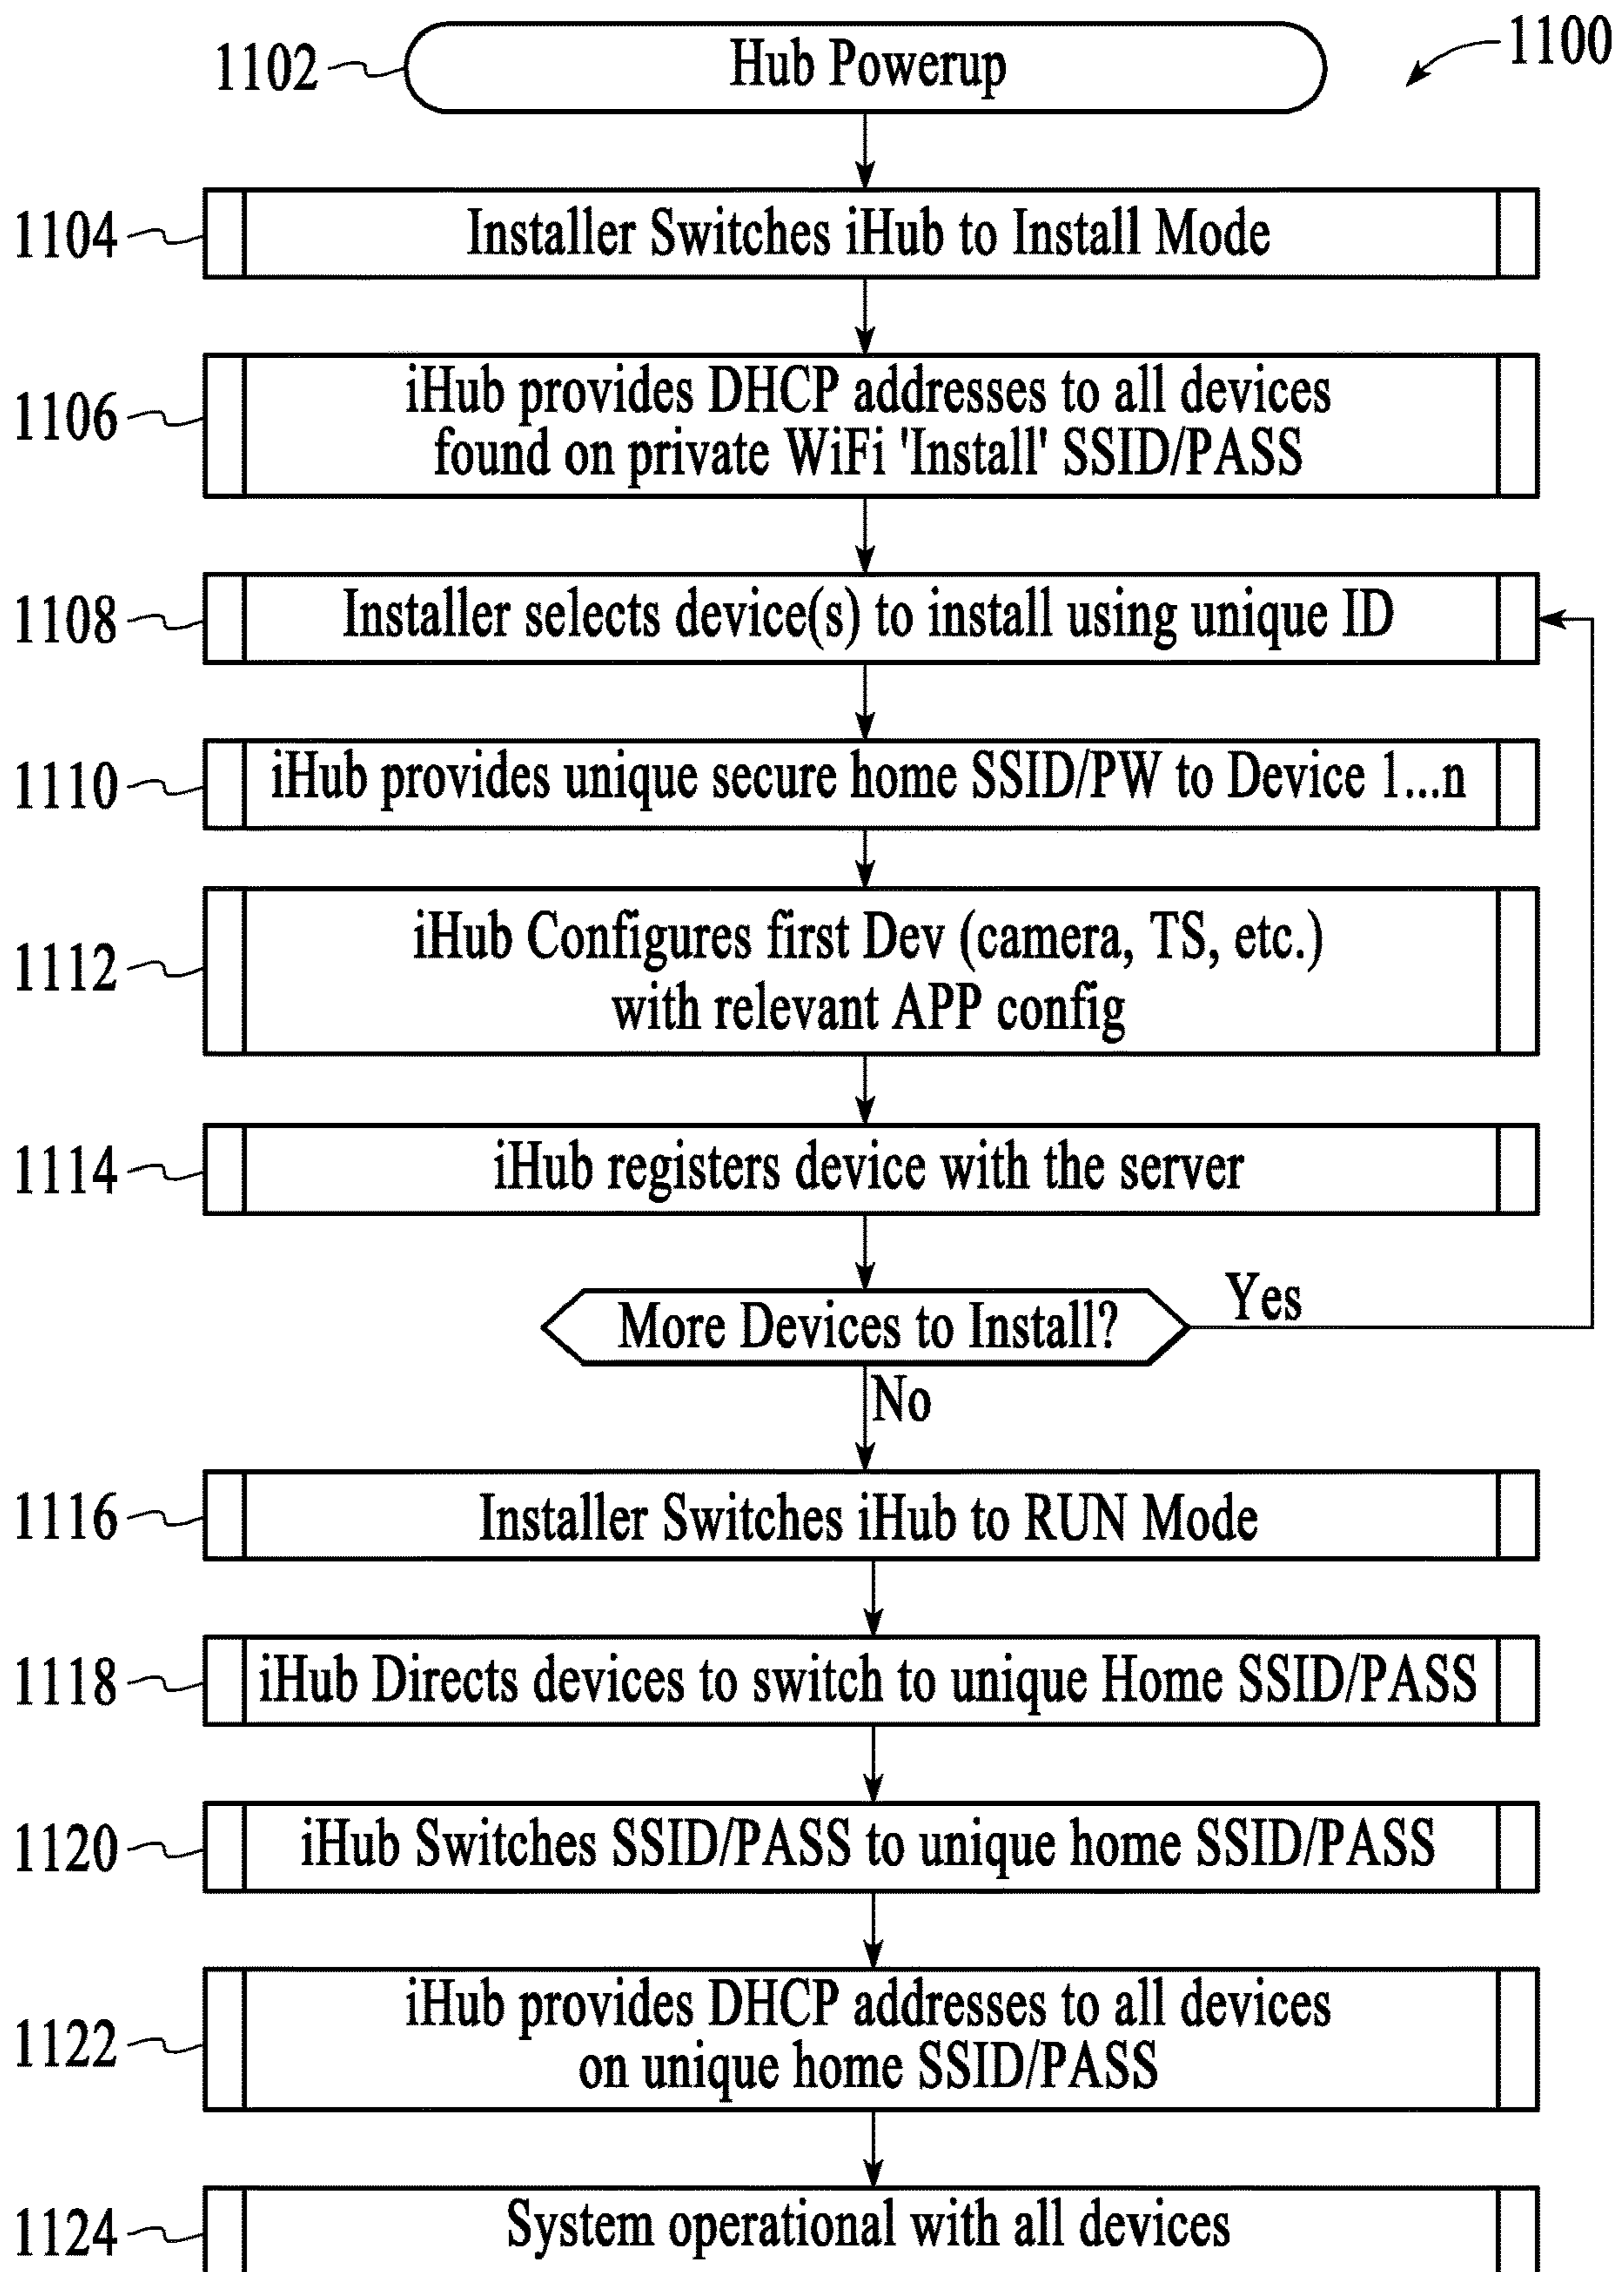 1102
Hub Powerup
1100
1104
Installer Switches iHub to Install Mode
1106
iHub provides DHCP addresses to all devices
found on private WiFi 'Install' SSID/PASS
1108
Installer selects device(s) to install using unique ID
1110
iHub provides unique secure home SSID/PW to Device 1...n
1112
iHub Configures first Dev (camera, TS, etc.)
with relevant APP config
1114
iHub registers device with the server
More Devices to Install?
Yes
No
1116
Installer Switches iHub to RUN Mode
1118
iHub Directs devices to switch to unique Home SSID/PASS
1120
iHub Switches SSID/PASS to unique home SSID/PASS
1122
iHub provides DHCP addresses to all devices
on unique home SSID/PASS
1124
System operational with all devices